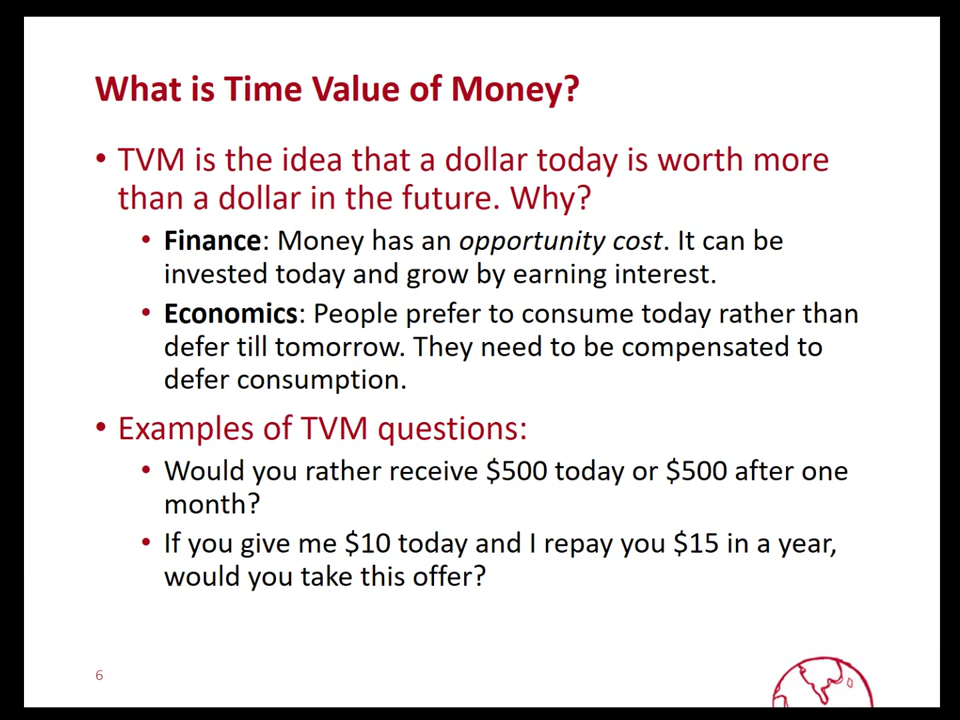 What is Time Value of Money?
• TVM is the idea that a dollar today is worth more
than a dollar in the future. Why?
• Finance: Money has an opportunity cost. It can be
invested today and grow by earning interest.
• Economics: People prefer to consume today rather than
defer till tomorrow. They need to be compensated to
defer consumption.
• Examples of TVM questions:
• Would you rather receive $500 today or $500 after one
month?
• If you give me $10 today and I repay you $15 in a year,
would you take this offer?
6